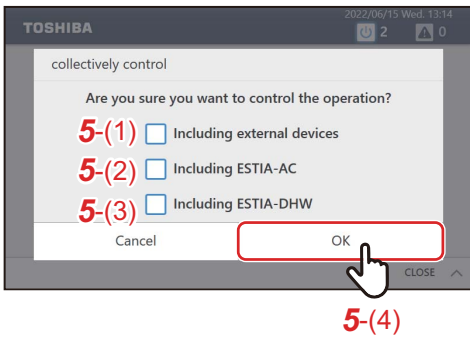 2022/06/15 Wed. 13:14
TOSHIBA
2
0
collectively control
Are you sure you want to control the operation?
5-(1) Including external devices
5-(2) Including ESTIA-AC
5-(3) Including ESTIA-DHW
Cancel
OK
CLOSE
5-(4)